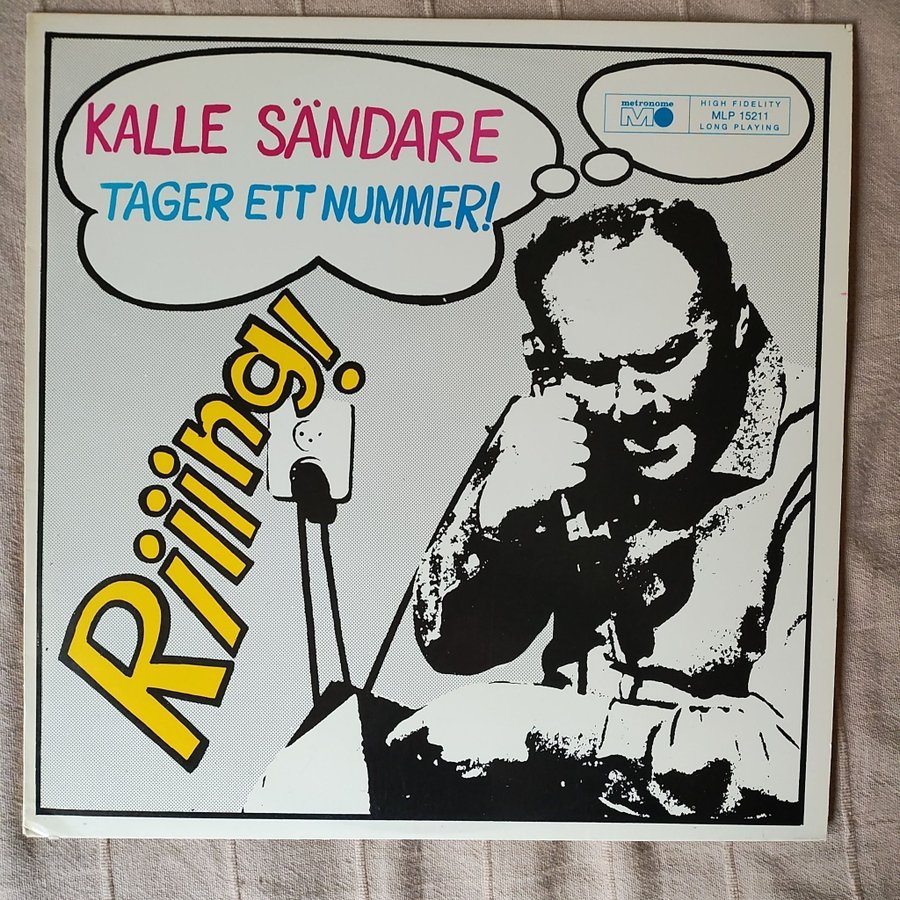 KALLE SÄNDARE
TAGER ETT NUMMER!
metronome
HIGH FIDELITY
MLP 15211
LONG PLAYING
Riiing!